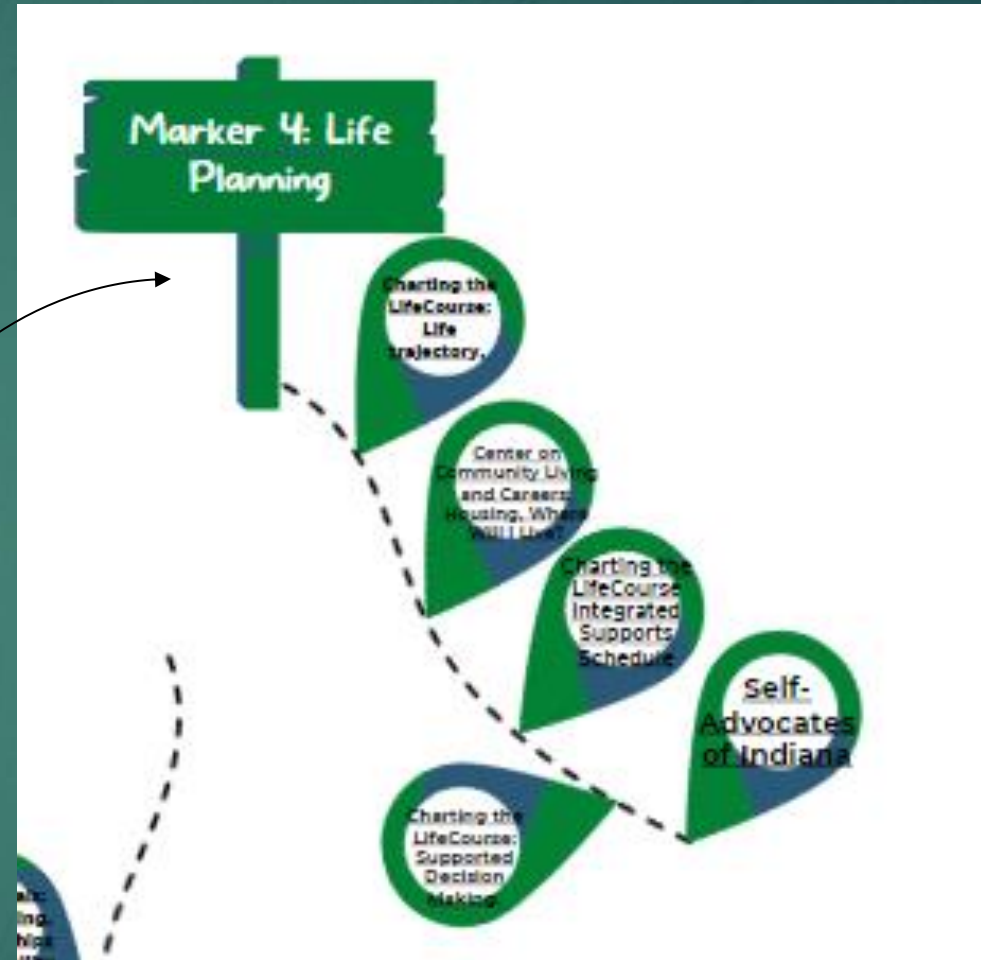 Marker 4: Life
Planning
Charting the
LifeCourse:
Life
trajectory.
Center on
Community Living
and Careers:
Housing, Where
Will I Live?
Charting the
LifeCourse
Integrated
Supports
Schedule
Self-
Advocates
of Indiana
Charting the
LifeCourse:
Supported
Decision
Making.